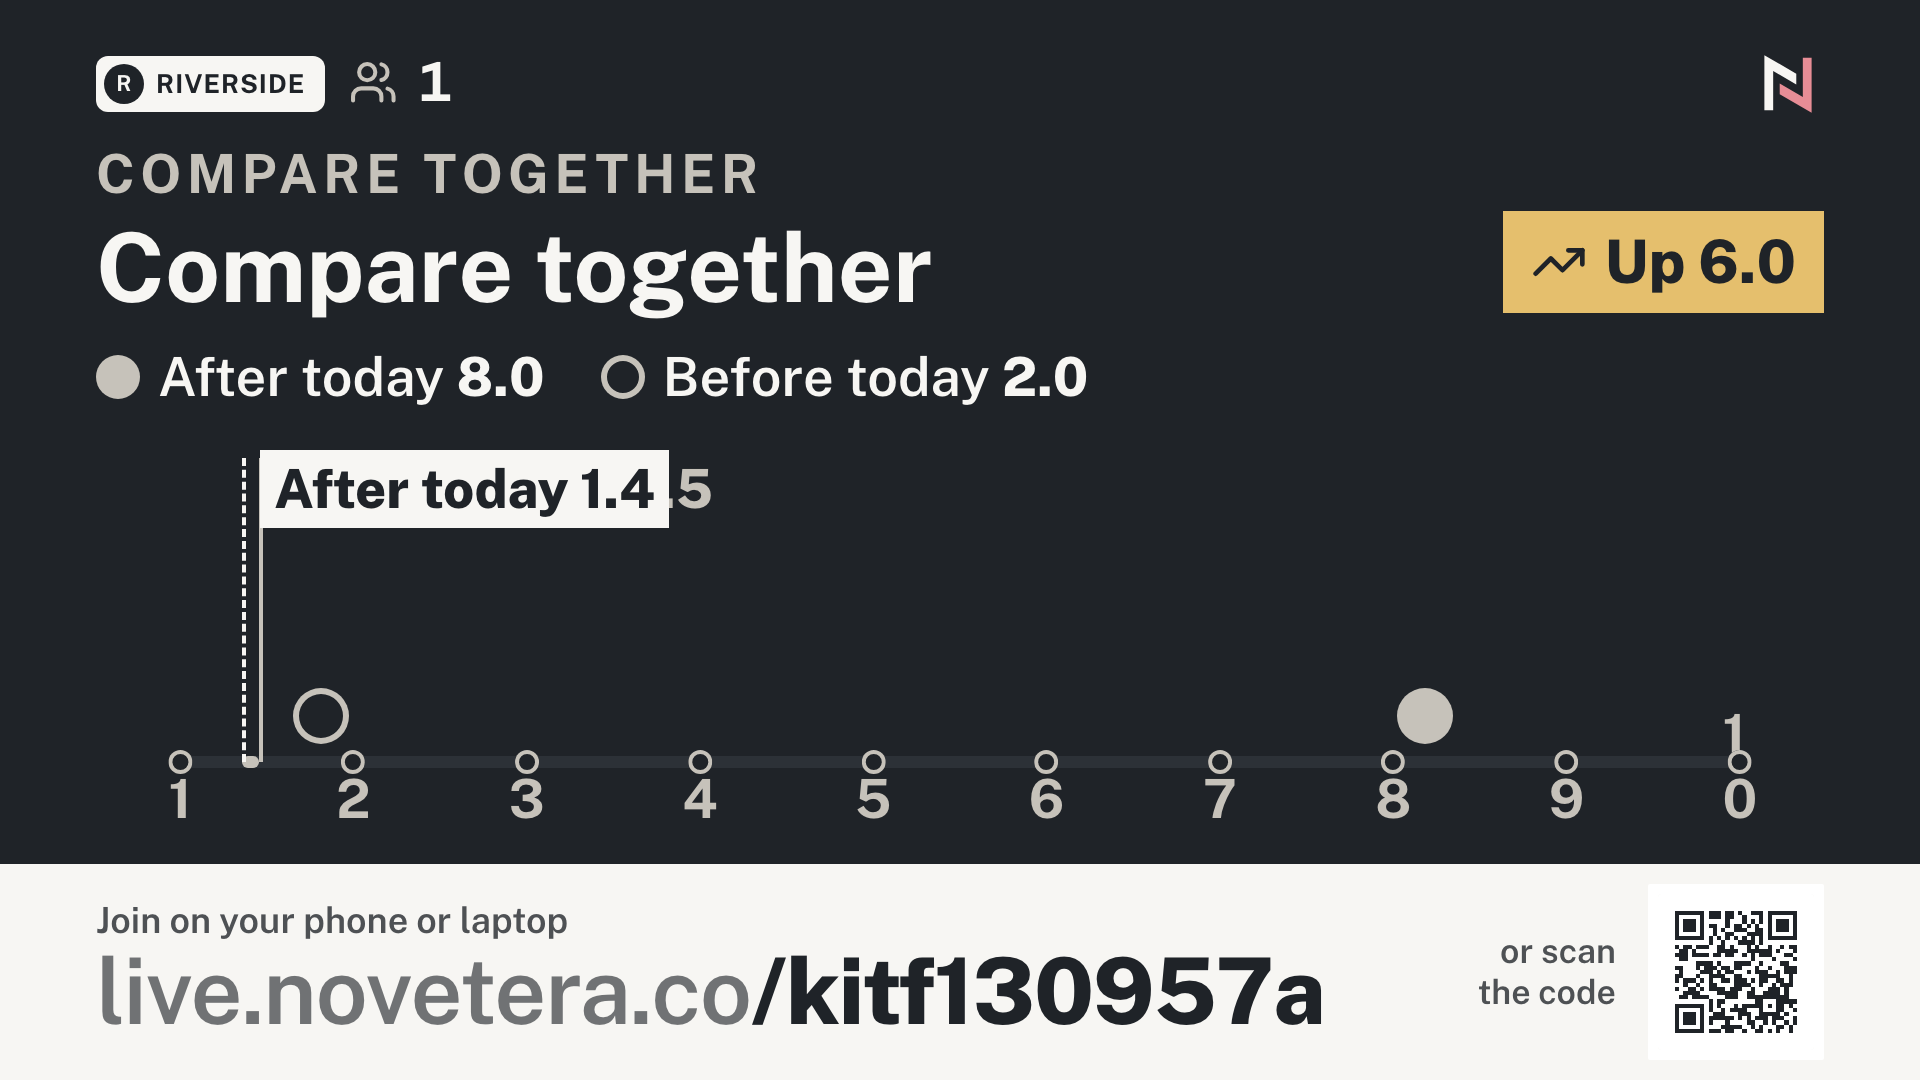 R RIVERSIDE 1
COMPARE TOGETHER
Compare together
Up 6.0
After today 8.0 Before today 2.0
After today 1.4 .5
1 2 3 4 5 6 7 8 9 10
Join on your phone or laptop
live.novetera.co/kitf130957a
or scan
the code